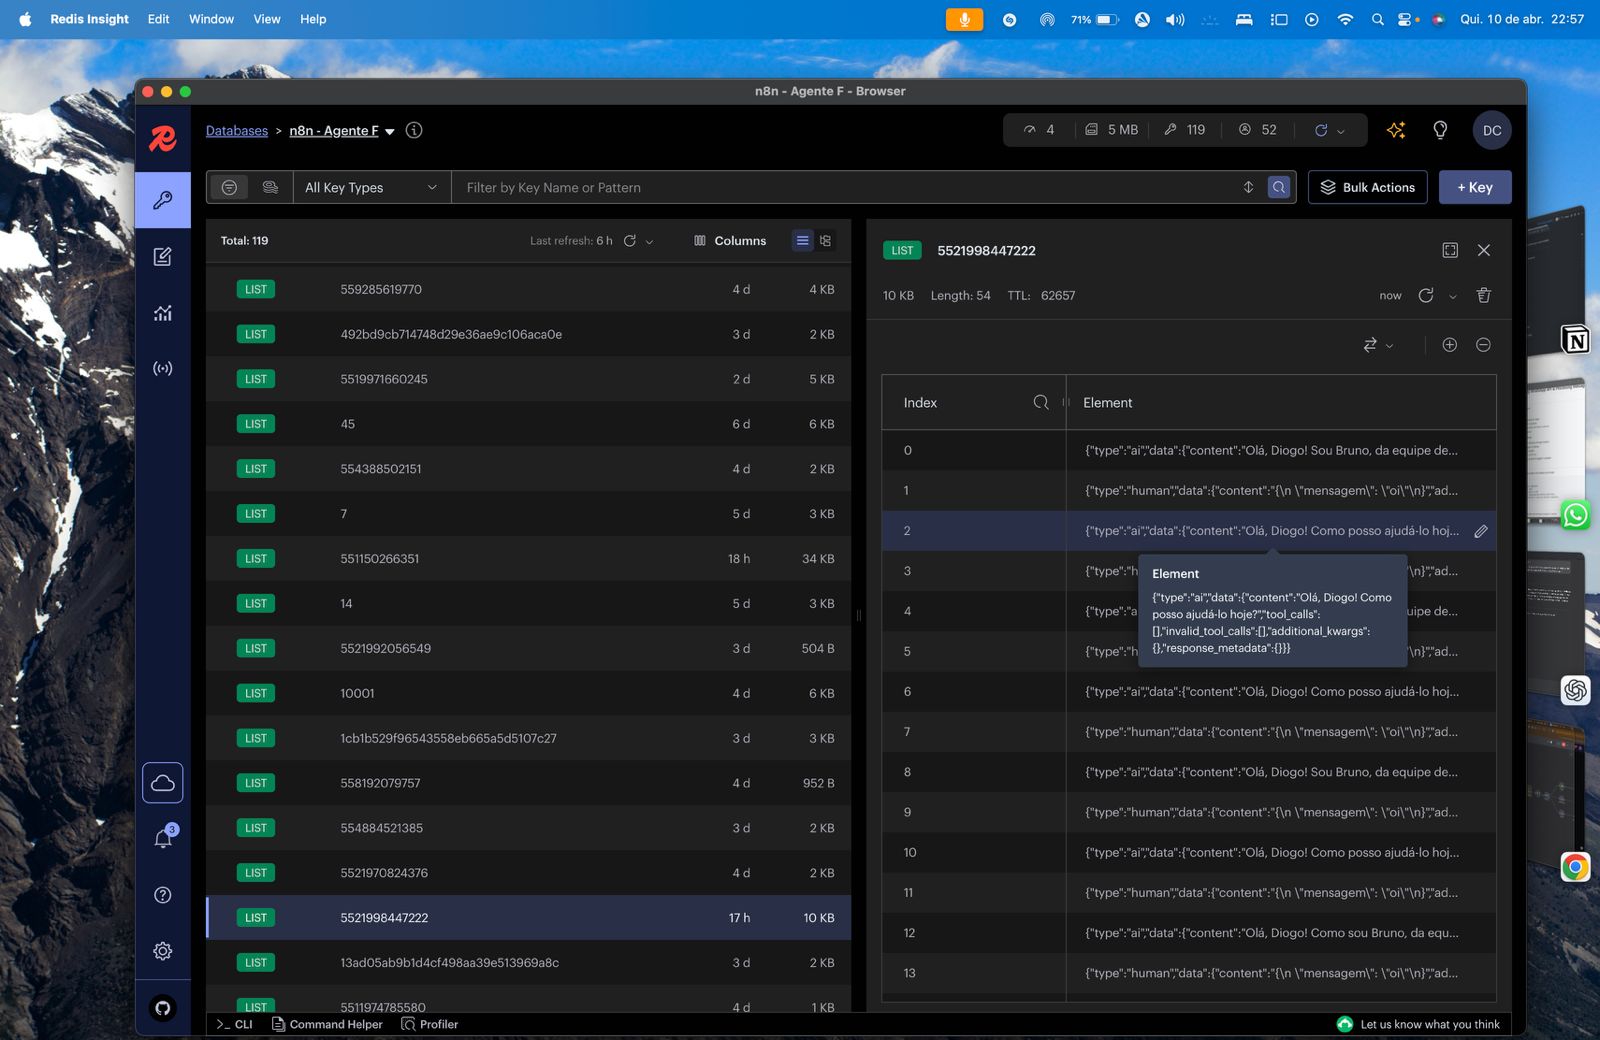 Redis Insight Edit Window View Help
71%
Qui. 10 de abr. 22:57
n8n - Agente F - Browser
Databases > n8n - Agente F
4 5 MB 119 52
DC
All Key Types
Filter by Key Name or Pattern
Bulk Actions
+ Key
Total: 119
Last refresh: 6 h
Columns
LIST 559285619770 4 d 4 KB
LIST 492bd9cb714748d29e36ae9c106aca0e 3 d 2 KB
LIST 5519971660245 2 d 5 KB
LIST 45 6 d 6 KB
LIST 554388502151 4 d 2 KB
LIST 7 5 d 3 KB
LIST 551150266351 18 h 34 KB
LIST 14 5 d 3 KB
LIST 5521992056549 3 d 504 B
LIST 10001 4 d 6 KB
LIST 1cb1b529f96543558eb665a5d5107c27 3 d 3 KB
LIST 558192079757 4 d 952 B
LIST 554884521385 3 d 2 KB
LIST 5521970824376 4 d 2 KB
LIST 5521998447222 17 h 10 KB
LIST 13ad05ab9b1d4cf498aa39e513969a8c 3 d 2 KB
LIST 5511974785580 4 d 1 KB
3
LIST 5521998447222
10 KB Length: 54 TTL: 62657
now
Index Element
0 {"type":"ai","data":{"content":"Olá, Diogo! Sou Bruno, da equipe de...
1 {"type":"human","data":{"content":"{\n \"mensagem\": \"oi\"\n}","ad...
2 {"type":"ai","data":{"content":"Olá, Diogo! Como posso ajudá-lo hoj...
3 {"type":"h \n}","ad...
4 {"type":"a uipe de...
5 {"type":"h \n}","ad...
Element
{"type":"ai","data":{"content":"Olá, Diogo! Como
posso ajudá-lo hoje?","tool_calls":
[],"invalid_tool_calls":[],"additional_kwargs":
{},"response_metadata":{}}}
6 {"type":"ai","data":{"content":"Olá, Diogo! Como posso ajudá-lo hoj...
7 {"type":"human","data":{"content":"{\n \"mensagem\": \"oi\"\n}","ad...
8 {"type":"ai","data":{"content":"Olá, Diogo! Sou Bruno, da equipe de...
9 {"type":"human","data":{"content":"{\n \"mensagem\": \"oi\"\n}","ad...
10 {"type":"ai","data":{"content":"Olá, Diogo! Como posso ajudá-lo hoj...
11 {"type":"human","data":{"content":"{\n \"mensagem\": \"oi\"\n}","ad...
12 {"type":"ai","data":{"content":"Olá, Diogo! Como sou Bruno, da equ...
13 {"type":"human","data":{"content":"{\n \"mensagem\": \"oi\"\n}","ad...
>_ CLI Command Helper Profiler
Let us know what you think